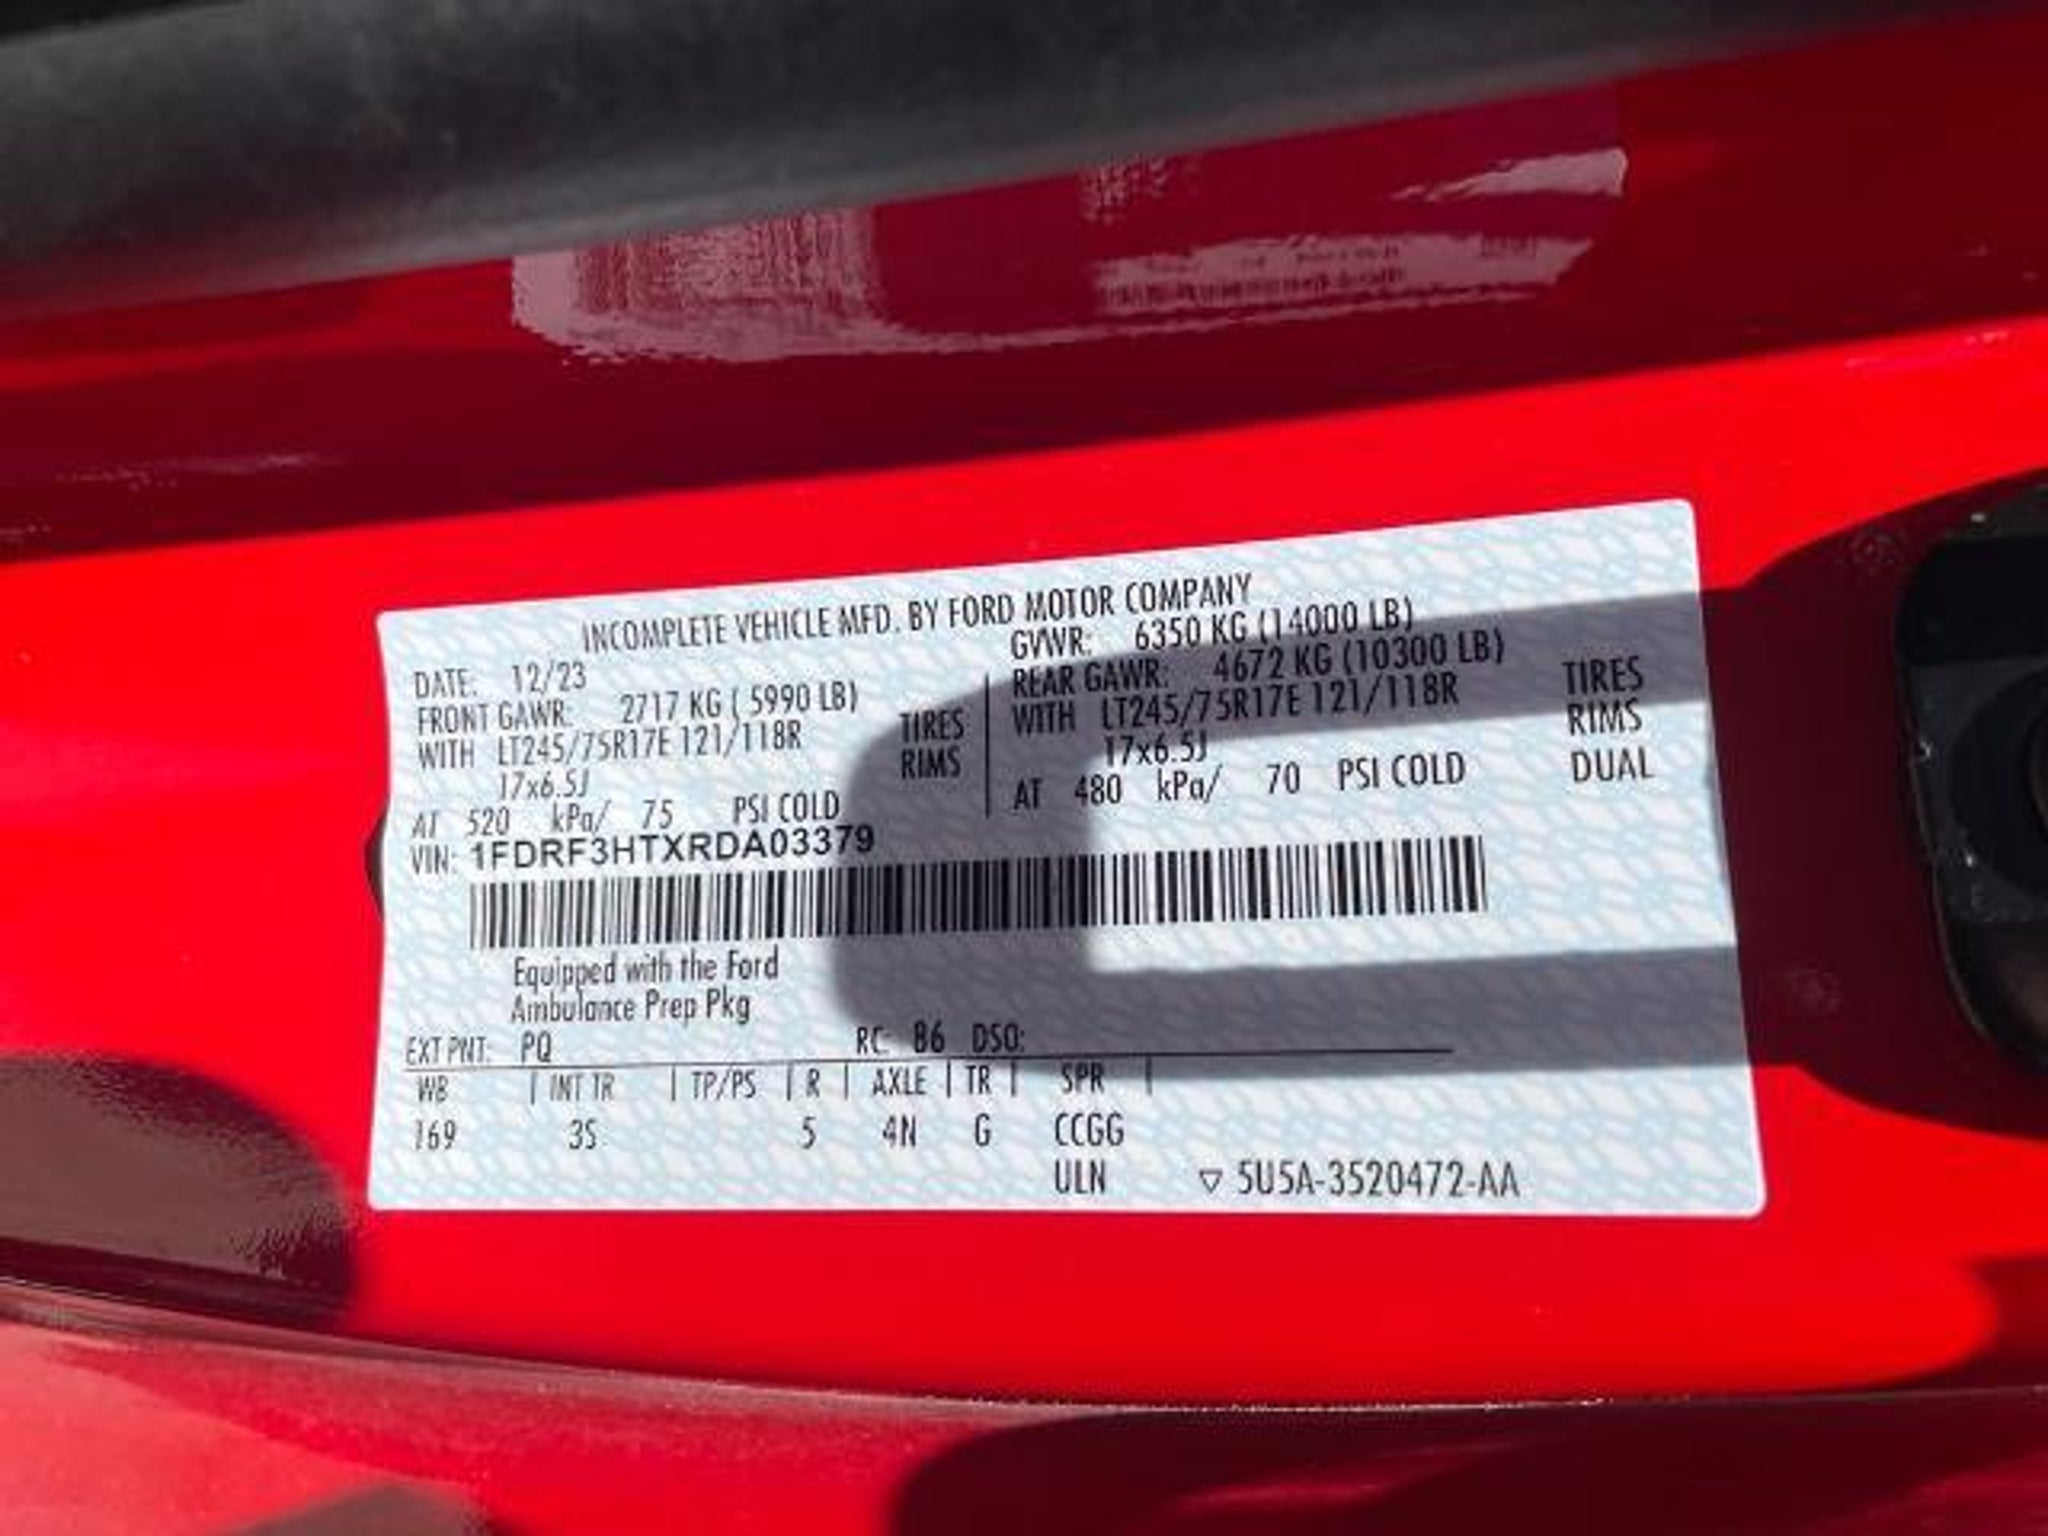 INCOMPLETE VEHICLE MFD. BY FORD MOTOR COMPANY
DATE: 12/23 GVWR: 6350 KG (14000 LB)
FRONT GAWR: 2717 KG ( 5990 LB) REAR GAWR: 4672 KG (10300 LB)
WITH LT245/75R17E 121/118R TIRES WITH LT245/75R17E 121/118R TIRES
17x6.5J RIMS 17x6.5J RIMS
AT 520 kPa/ 75 PSI COLD AT 480 kPa/ 70 PSI COLD DUAL
VIN: 1FDRF3HTXRDA03379
Equipped with the Ford
Ambulance Prep Pkg
EXT PNT: PQ RC: 86 DSO:
WB | INT TR | TP/PS | R | AXLE | TR | SPR |
169 3S 5 4N G CCGG
ULN ▽ 5U5A-3520472-AA